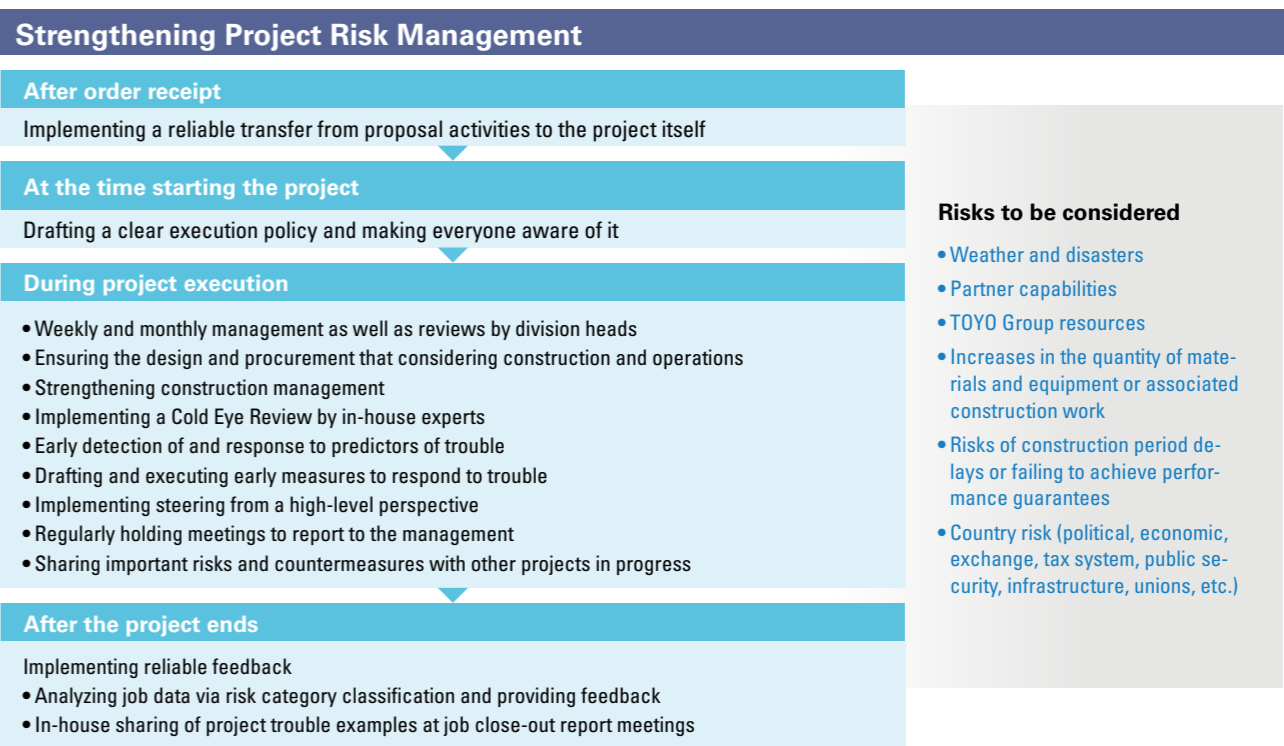 Strengthening Project Risk Management
After order receipt
Implementing a reliable transfer from proposal activities to the project itself
At the time starting the project
Drafting a clear execution policy and making everyone aware of it
During project execution
• Weekly and monthly management as well as reviews by division heads
• Ensuring the design and procurement that considering construction and operations
• Strengthening construction management
• Implementing a Cold Eye Review by in-house experts
• Early detection of and response to predictors of trouble
• Drafting and executing early measures to respond to trouble
• Implementing steering from a high-level perspective
• Regularly holding meetings to report to the management
• Sharing important risks and countermeasures with other projects in progress
After the project ends
Implementing reliable feedback
• Analyzing job data via risk category classification and providing feedback
• In-house sharing of project trouble examples at job close-out report meetings
Risks to be considered
• Weather and disasters
• Partner capabilities
• TOYO Group resources
• Increases in the quantity of mate-
rials and equipment or associated
construction work
• Risks of construction period de-
lays or failing to achieve perfor-
mance guarantees
• Country risk (political, economic,
exchange, tax system, public se-
curity, infrastructure, unions, etc.)